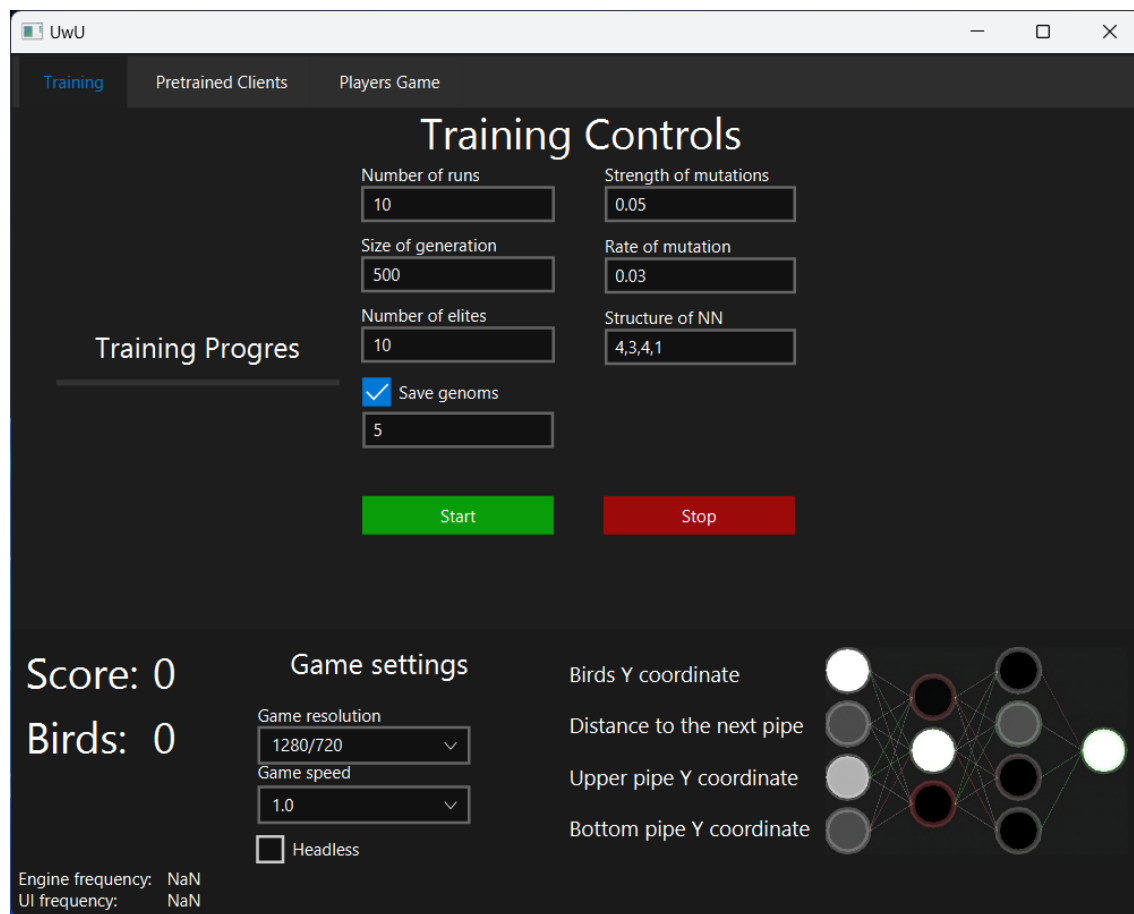 UwU
Training Pretrained Clients Players Game
Training Controls
Number of runs
10
Strength of mutations
0.05
Size of generation
500
Rate of mutation
0.03
Number of elites
10
Structure of NN
4,3,4,1
Training Progres
Save genoms
5
Start
Stop
Score: 0
Birds: 0
Game settings
Game resolution
1280/720
Game speed
1.0
Headless
Birds Y coordinate
Distance to the next pipe
Upper pipe Y coordinate
Bottom pipe Y coordinate
Engine frequency: NaN
UI frequency: NaN